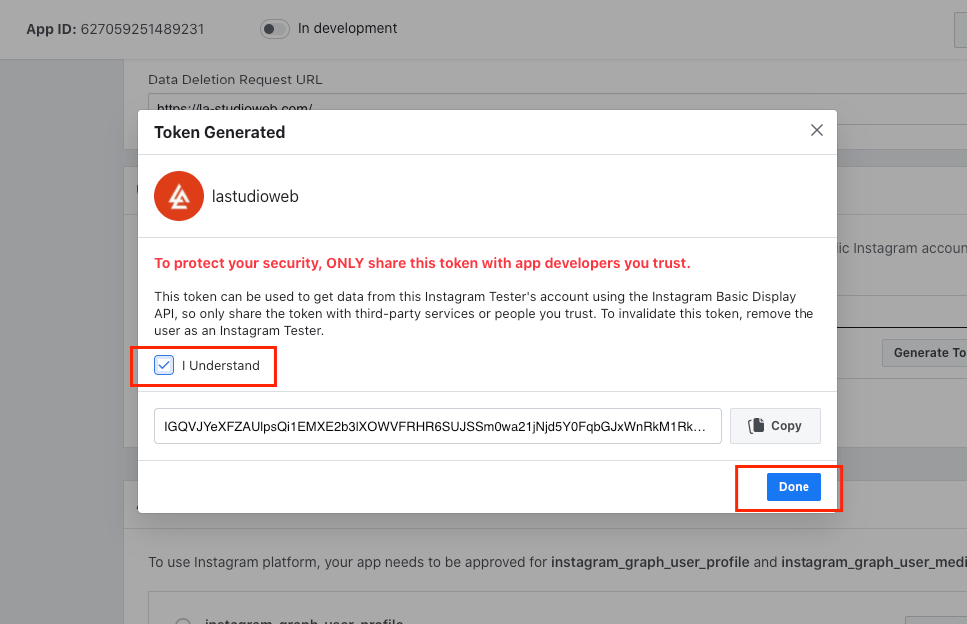 App ID: 627059251489231
In development
Data Deletion Request URL
https://la-studioweb.com/
Token Generated
lastudioweb
Instagram accoun
To protect your security, ONLY share this token with app developers you trust.
This token can be used to get data from this Instagram Tester's account using the Instagram Basic Display
API, so only share the token with third-party services or people you trust. To invalidate this token, remove the
user as an Instagram Tester.
Generate To
I Understand
IGQVJYeXFZAUlpsQi1EMXE2b3lXOWVFRHR6SUJSSm0wa21jNjd5Y0FqbGJxWnRkM1Rk...
Copy
Done
To use Instagram platform, your app needs to be approved for instagram_graph_user_profile and instagram_graph_user_medi
instagram_graph_user_profile